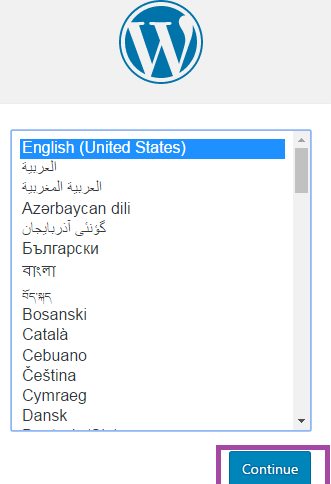 English (United States)
العربية
العربية المغربية
Azərbaycan dili
گؤنئی آذربایجان
Български
বাংলা
བོད་སྐད
Bosanski
Català
Cebuano
Čeština
Cymraeg
Dansk
Continue